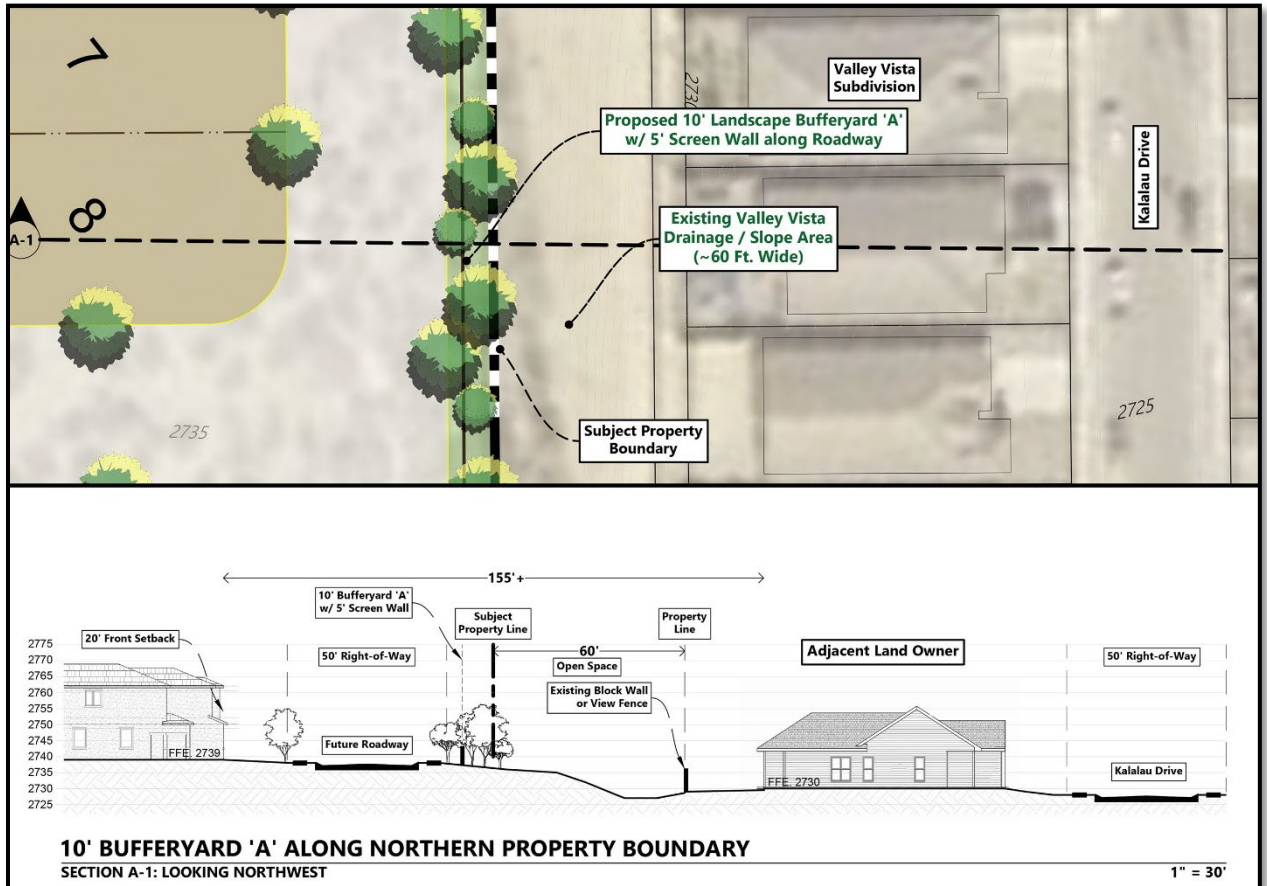 7
8
A-1
2735
2730
Valley Vista
Subdivision
Proposed 10' Landscape Bufferyard 'A'
w/ 5' Screen Wall along Roadway
Existing Valley Vista
Drainage / Slope Area
(~60 Ft. Wide)
Subject Property
Boundary
Kalalau Drive
2725
155'+
10' Bufferyard 'A'
w/ 5' Screen Wall
Subject
Property Line
Property
Line
20' Front Setback
50' Right-of-Way
60'
Open Space
Existing Block Wall
or View Fence
Adjacent Land Owner
50' Right-of-Way
2775
2770
2765
2760
2755
2750
2745
2740
2735
2730
2725
FFE. 2739
Future Roadway
FFE. 2730
Kalalau Drive
10' BUFFERYARD 'A' ALONG NORTHERN PROPERTY BOUNDARY
SECTION A-1: LOOKING NORTHWEST
1" = 30'